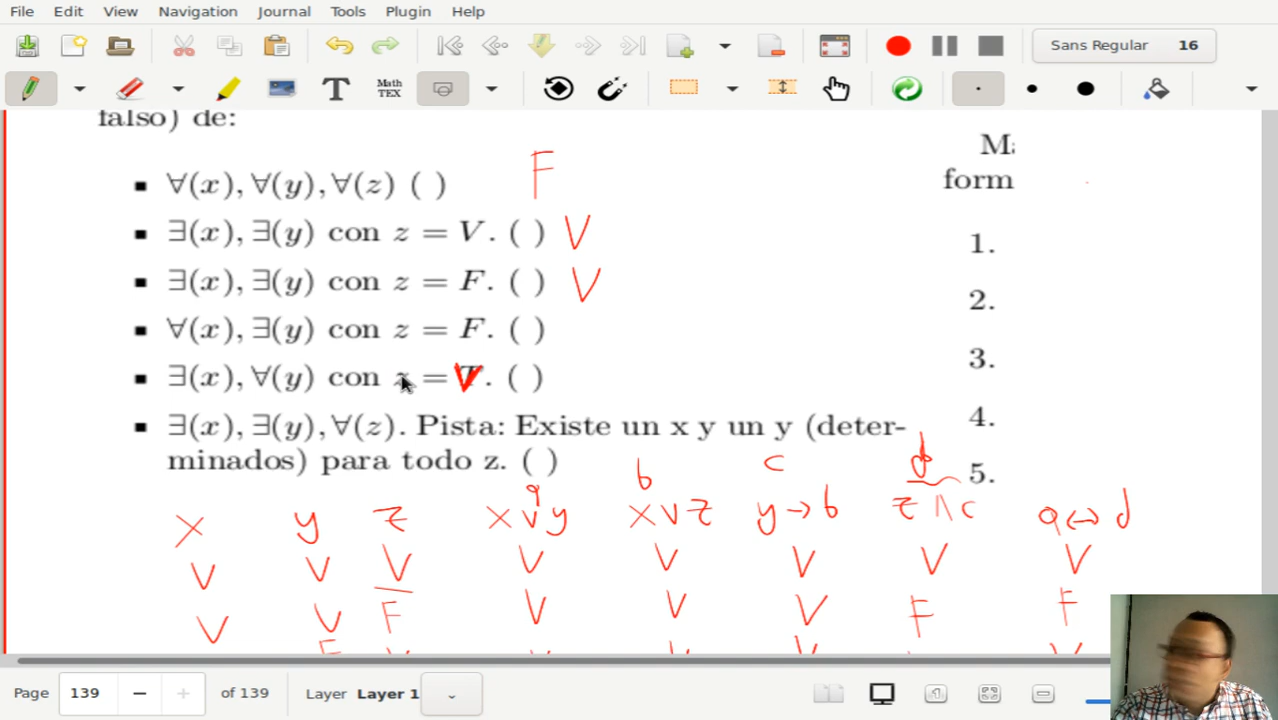 File Edit View Navigation Journal Tools Plugin Help
T Math TEX Sans Regular 16
falso) de:
∀(x), ∀(y), ∀(z) ( ) F
∃(x), ∃(y) con z = V. ( ) V
∃(x), ∃(y) con z = F. ( ) V
∀(x), ∃(y) con z = F. ( )
∃(x), ∀(y) con z = V. ( )
∃(x), ∃(y), ∀(z). Pista: Existe un x y un y (deter-
minados) para todo z. ( )
form
1.
2.
3.
4.
5.
a b c d
x y z x∨y x∨z y→b z∧c a↔d
V V V V V V V V
V V F V V V F F
Page 139 of 139 Layer Layer 1